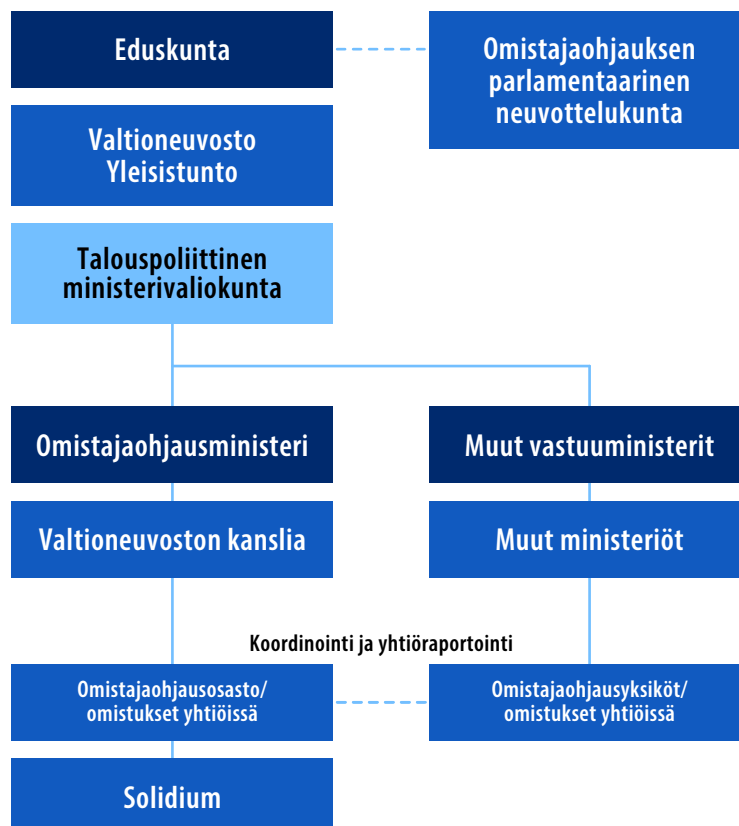 Eduskunta
Omistajaohjauksen
parlamentaarinen
neuvottelukunta
Valtioneuvosto
Yleisistunto
Talouspoliittinen
ministerivaliokunta
Omistajaohjausministeri
Muut vastuuministerit
Valtioneuvoston kanslia
Muut ministeriöt
Koordinointi ja yhtiöraportointi
Omistajaohjausosasto/
omistukset yhtiöissä
Omistajaohjausyksiköt/
omistukset yhtiöissä
Solidium